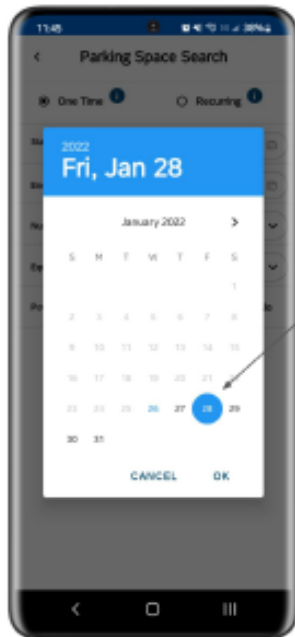 11:45 38%
Parking Space Search
One Time Recurring
2022
Fri, Jan 28
January 2022
S M T W T F S
1
2 3 4 5 6 7 8
9 10 11 12 13 14 15
16 17 18 19 20 21
23 24 25 26 27 28 29
30 31
CANCEL OK